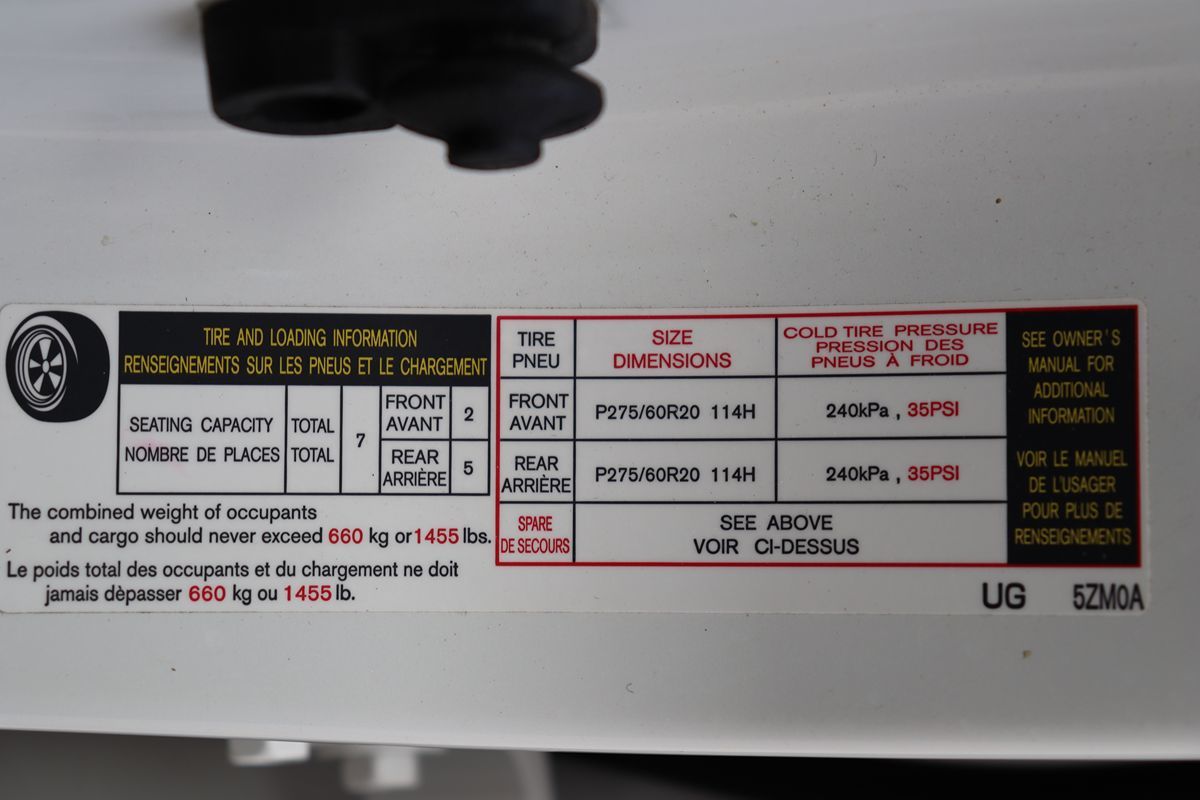 TIRE AND LOADING INFORMATION
RENSEIGNEMENTS SUR LES PNEUS ET LE CHARGEMENT
SEATING CAPACITY
NOMBRE DE PLACES
TOTAL
TOTAL
7
FRONT
AVANT
2
REAR
ARRIÈRE
5
The combined weight of occupants
and cargo should never exceed 660 kg or 1455 lbs.
Le poids total des occupants et du chargement ne doit
jamais dèpasser 660 kg ou 1455 lb.
TIRE
PNEU
SIZE
DIMENSIONS
COLD TIRE PRESSURE
PRESSION DES
PNEUS À FROID
FRONT
AVANT
P275/60R20 114H
240kPa , 35PSI
REAR
ARRIÈRE
P275/60R20 114H
240kPa , 35PSI
SPARE
DE SECOURS
SEE ABOVE
VOIR CI-DESSUS
SEE OWNER'S
MANUAL FOR
ADDITIONAL
INFORMATION
VOIR LE MANUEL
DE L'USAGER
POUR PLUS DE
RENSEIGNEMENTS
UG 5ZM0A